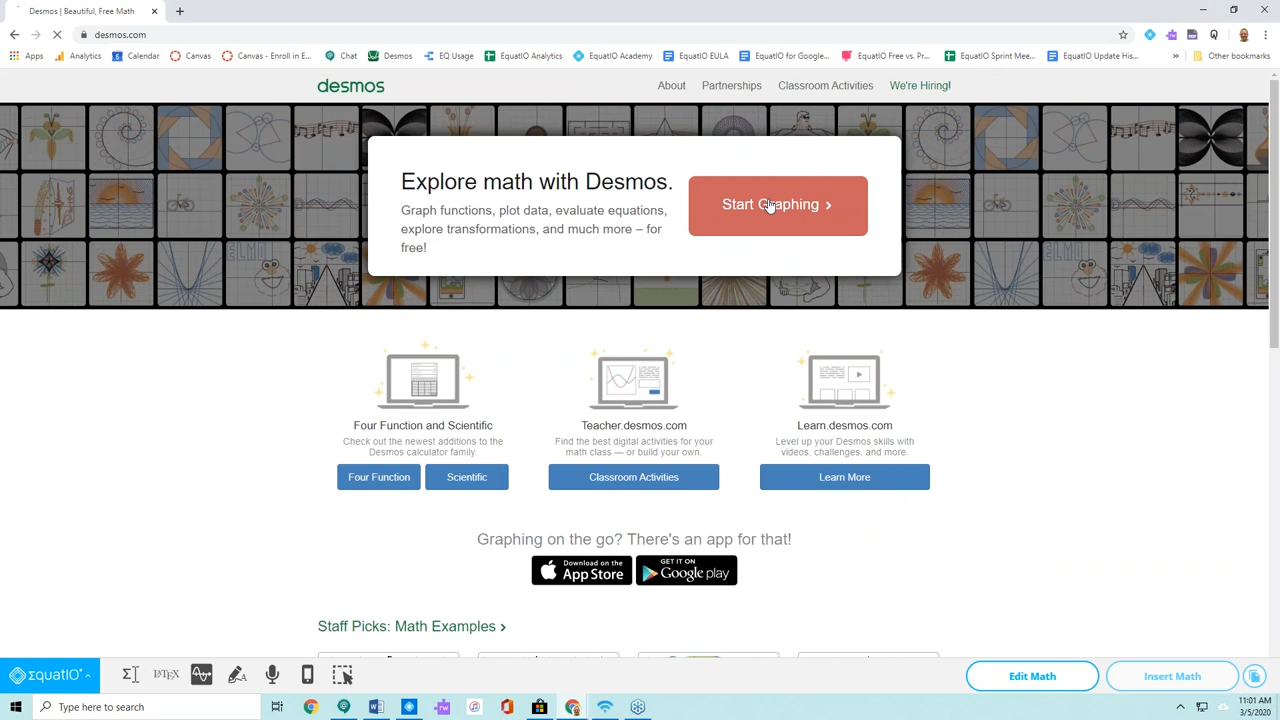 Desmos | Beautiful, Free Math
desmos.com
Apps Analytics Calendar Canvas Canvas - Enroll in E... Chat Desmos EQ Usage EquatIO Analytics EquatIO Academy EquatIO EULA EquatIO for Google... EquatIO Free vs. Pr... EquatIO Sprint Mee... EquatIO Update His... » Other bookmarks
desmos About Partnerships Classroom Activities We're Hiring!
Explore math with Desmos.
Graph functions, plot data, evaluate equations,
explore transformations, and much more – for
free!
Start Graphing ›
Four Function and Scientific
Check out the newest additions to the
Desmos calculator family.
Four Function Scientific
Teacher.desmos.com
Find the best digital activities for your
math class — or build your own.
Classroom Activities
Learn.desmos.com
Level up your Desmos skills with
videos, challenges, and more.
Learn More
Graphing on the go? There's an app for that!
Download on the
App Store
GET IT ON
Google play
Staff Picks: Math Examples ›
EquatIO LATEX Edit Math Insert Math
Type here to search
11:01 AM
3/5/2020